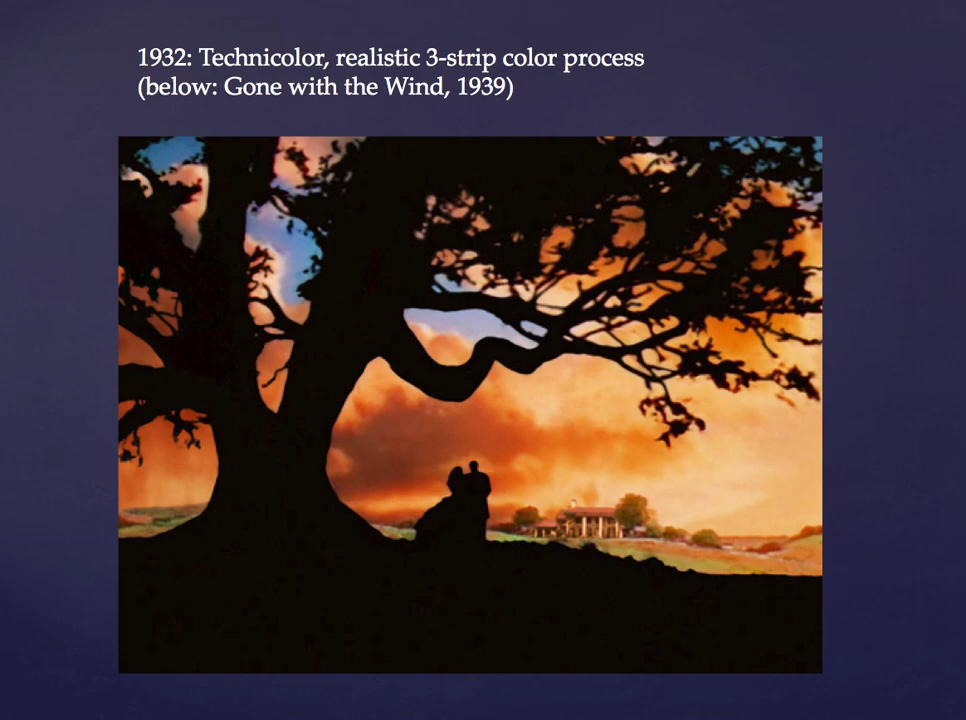 1932: Technicolor, realistic 3-strip color process
(below: Gone with the Wind, 1939)